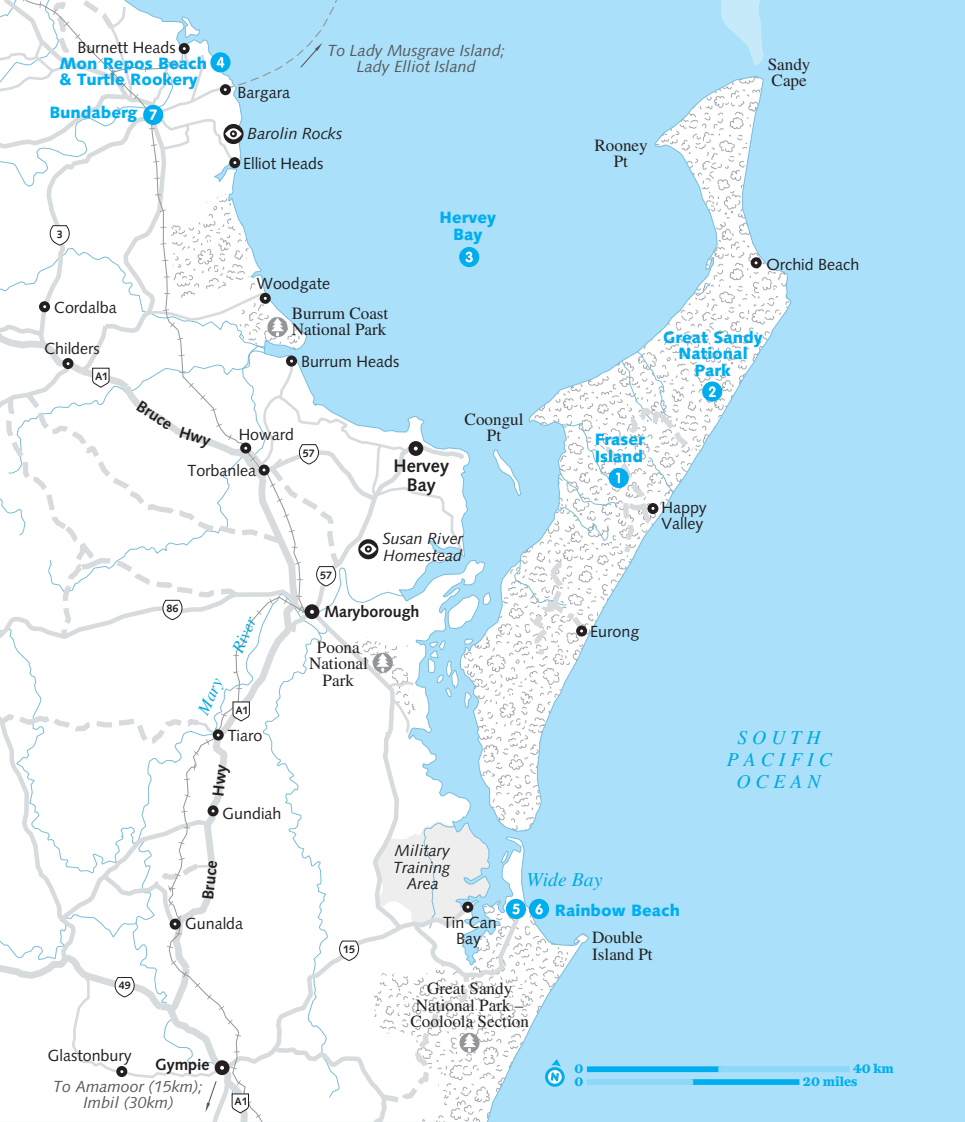 Burnett Heads
Mon Repos Beach
& Turtle Rookery
4
To Lady Musgrave Island;
Lady Elliot Island
Sandy
Cape
Bargara
Bundaberg 7
Barolin Rocks
Rooney
Pt
Elliot Heads
Hervey
Bay
3
3
Orchid Beach
Woodgate
Cordalba
Burrum Coast
National Park
Great Sandy
National
Park
2
Childers
Burrum Heads
A1
Bruce Hwy
Coongul
Pt
Howard
57
Fraser
Island
1
Torbanlea
Hervey
Bay
Happy
Valley
Susan River
Homestead
57
86
Maryborough
Eurong
Mary River
Poona
National
Park
A1
Tiaro
SOUTH
PACIFIC
OCEAN
Hwy
Gundiah
Military
Training
Area
Bruce
Wide Bay
5 6 Rainbow Beach
Gunalda
Tin Can
Bay
Double
Island Pt
15
49
Great Sandy
National Park –
Cooloola Section
Glastonbury
Gympie
To Amamoor (15km);
Imbil (30km)
A1
N
0 40 km
0 20 miles